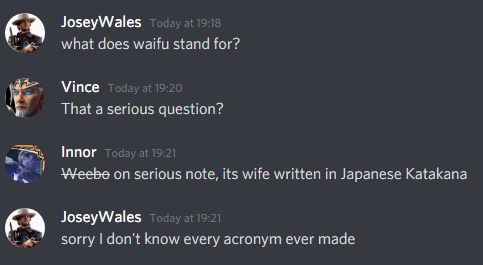 JoseyWales Today at 19:18
what does waifu stand for?
Vince Today at 19:20
That a serious question?
Innor Today at 19:21
Weebo on serious note, its wife written in Japanese Katakana
JoseyWales Today at 19:21
sorry I don't know every acronym ever made